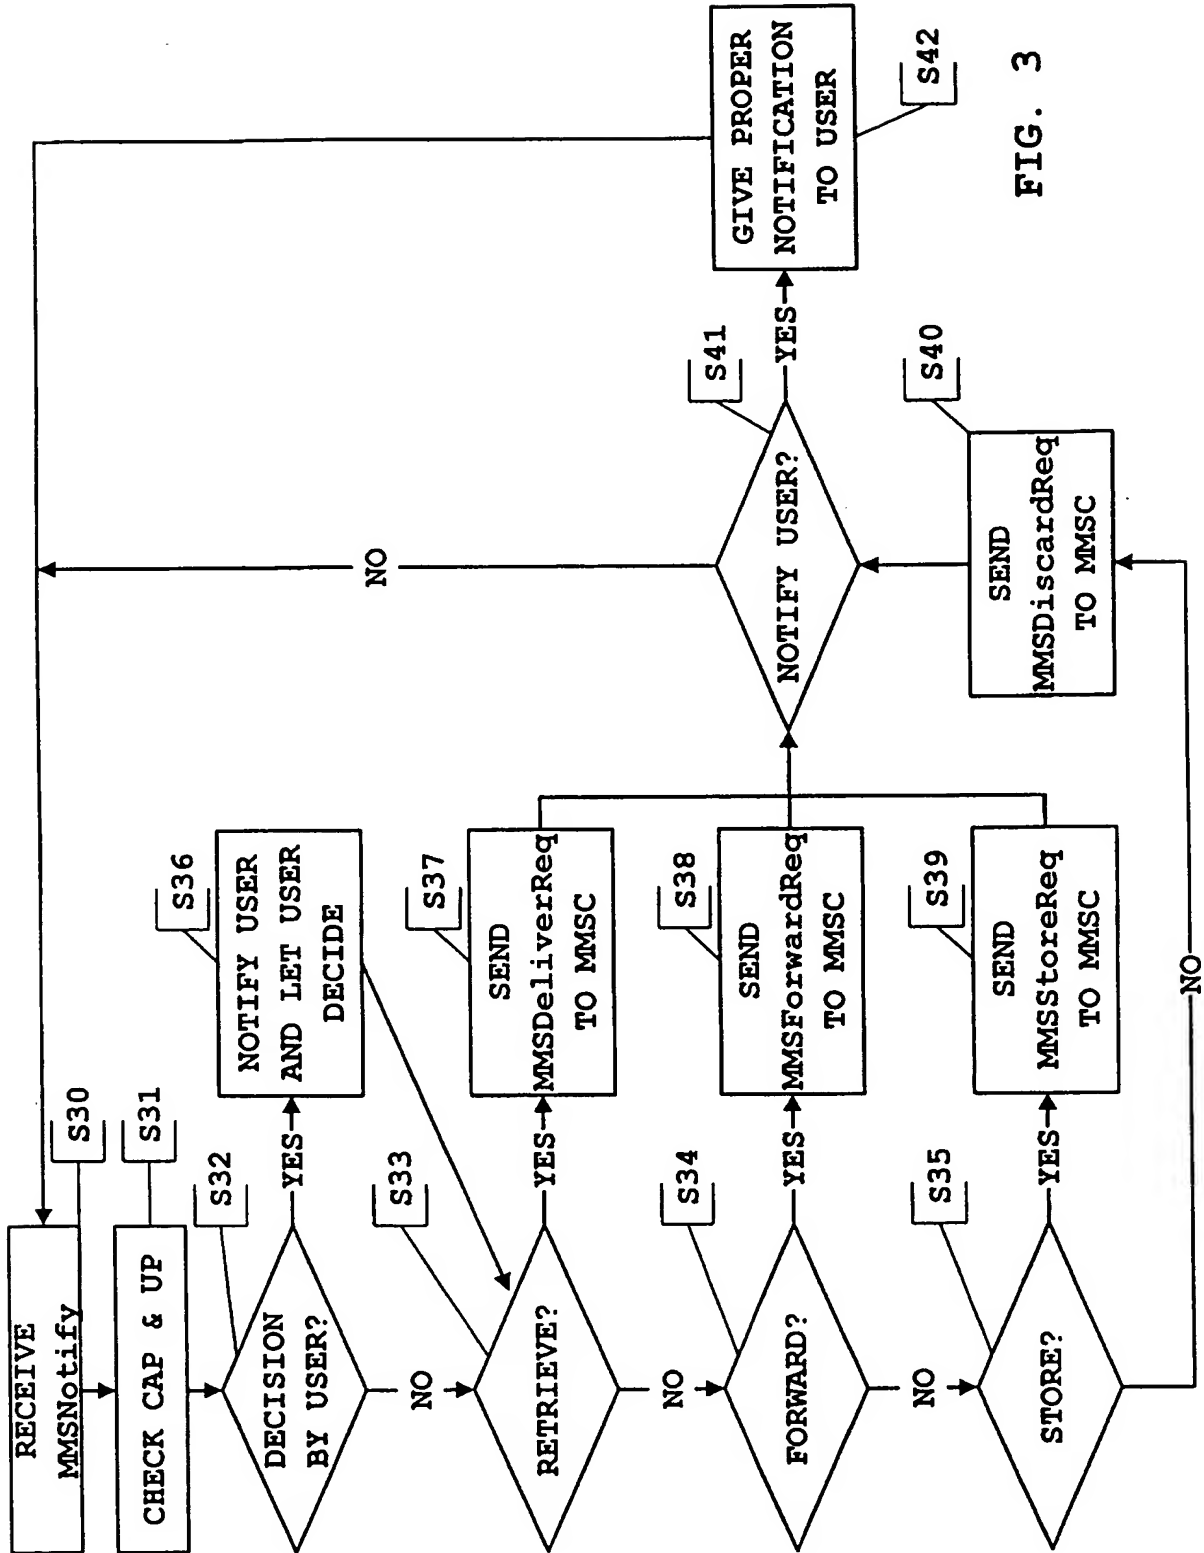 RECEIVE
MMSNotify
S30
CHECK CAP & UP
S31
DECISION
BY USER?
S32
YES
NOTIFY USER
AND LET USER
DECIDE
S36
NO
RETRIEVE?
S33
YES
SEND
MMSDeliverReq
TO MMSC
S37
NO
FORWARD?
S34
YES
SEND
MMSForwardReq
TO MMSC
S38
NO
STORE?
S35
YES
SEND
MMSStoreReq
TO MMSC
S39
NO
SEND
MMSDiscardReq
TO MMSC
S40
NOTIFY USER?
S41
NO
YES
GIVE PROPER
NOTIFICATION
TO USER
S42
FIG. 3